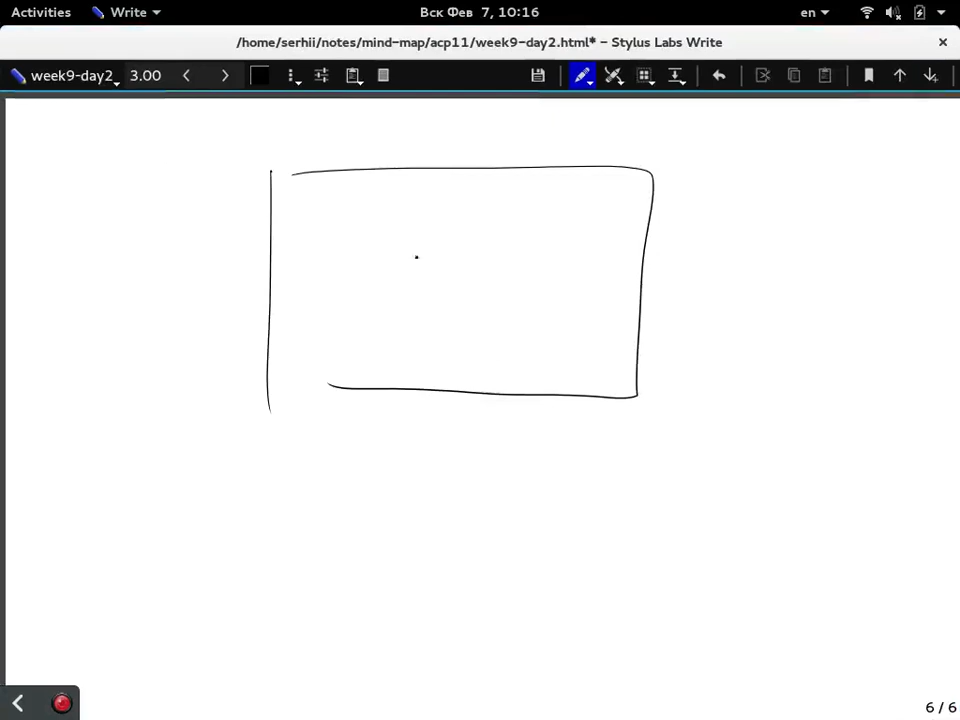 Activities Write Вск Фев 7, 10:16 en
/home/serhii/notes/mind-map/acp11/week9-day2.html* - Stylus Labs Write
week9-day2 3.00
6 / 6